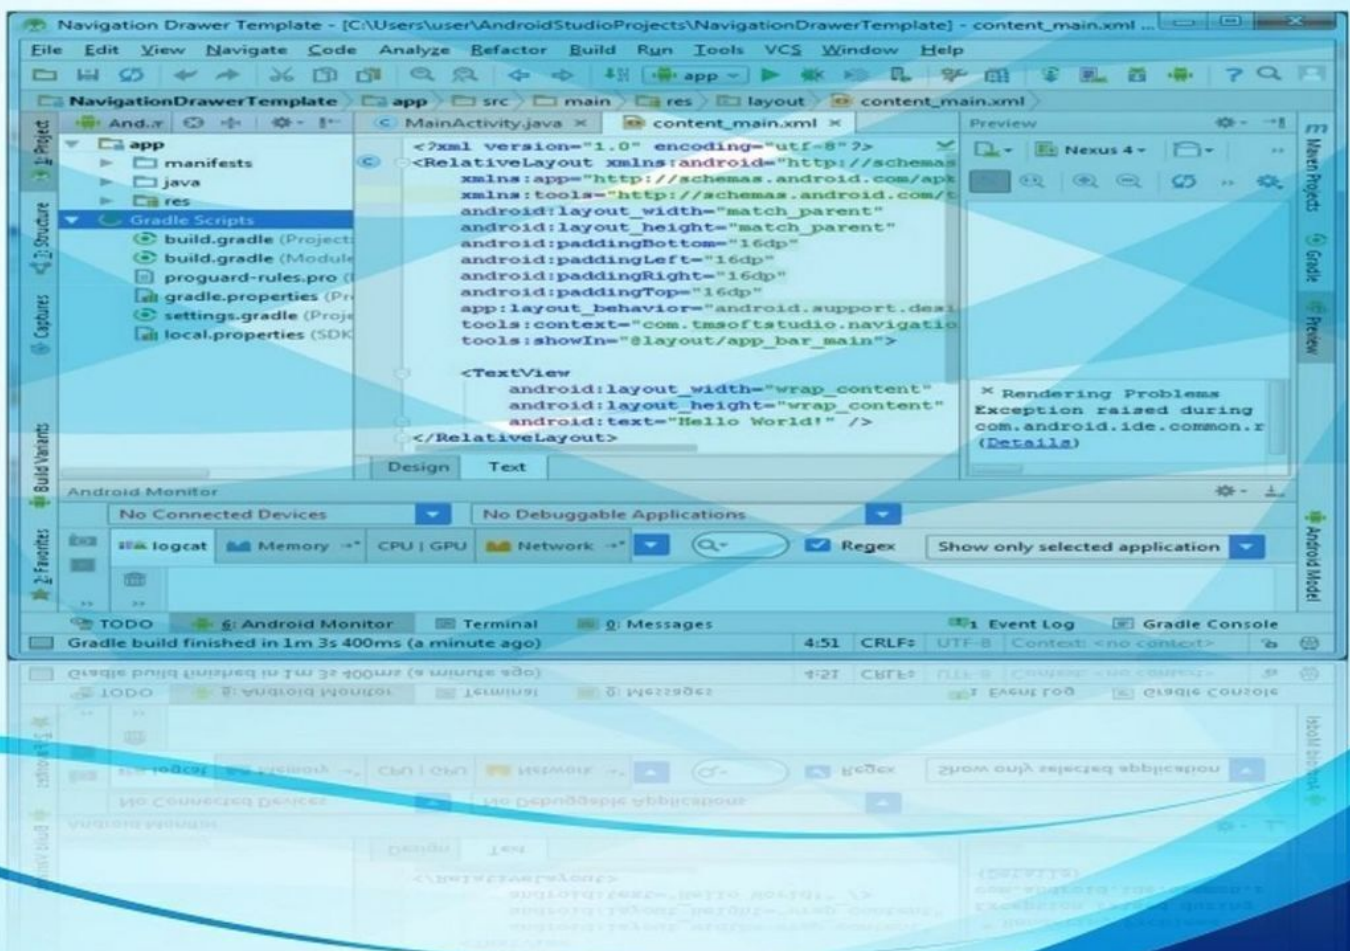 Navigation Drawer Template - [C:\Users\user\AndroidStudioProjects\NavigationDrawerTemplate] - content_main.xml ...
File Edit View Navigate Code Analyze Refactor Build Run Tools VCS Window Help
app
NavigationDrawerTemplate app src main res layout content_main.xml
1: Project
7: Structure
Captures
Build Variants
2: Favorites
And..
app
manifests
java
res
Gradle Scripts
build.gradle (Project:
build.gradle (Module
proguard-rules.pro (
gradle.properties (Pr
settings.gradle (Proje
local.properties (SDK
MainActivity.java × content_main.xml ×
<?xml version="1.0" encoding="utf-8"?>
<RelativeLayout xmlns:android="http://schemas
xmlns:app="http://schemas.android.com/apk
xmlns:tools="http://schemas.android.com/t
android:layout_width="match_parent"
android:layout_height="match_parent"
android:paddingBottom="16dp"
android:paddingLeft="16dp"
android:paddingRight="16dp"
android:paddingTop="16dp"
app:layout_behavior="android.support.desi
tools:context="com.tmsoftstudio.navigatio
tools:showIn="@layout/app_bar_main">
<TextView
android:layout_width="wrap_content"
android:layout_height="wrap_content"
android:text="Hello World!" />
</RelativeLayout>
Design Text
Preview
Nexus 4
× Rendering Problems
Exception raised during
com.android.ide.common.r
(Details)
Maven Projects
Gradle
Preview
Android Model
Android Monitor
No Connected Devices No Debuggable Applications
logcat Memory CPU | GPU Network Regex Show only selected application
TODO 6: Android Monitor Terminal 0: Messages 1 Event Log Gradle Console
Gradle build finished in 1m 3s 400ms (a minute ago) 4:51 CRLF UTF-8 Context: <no context>